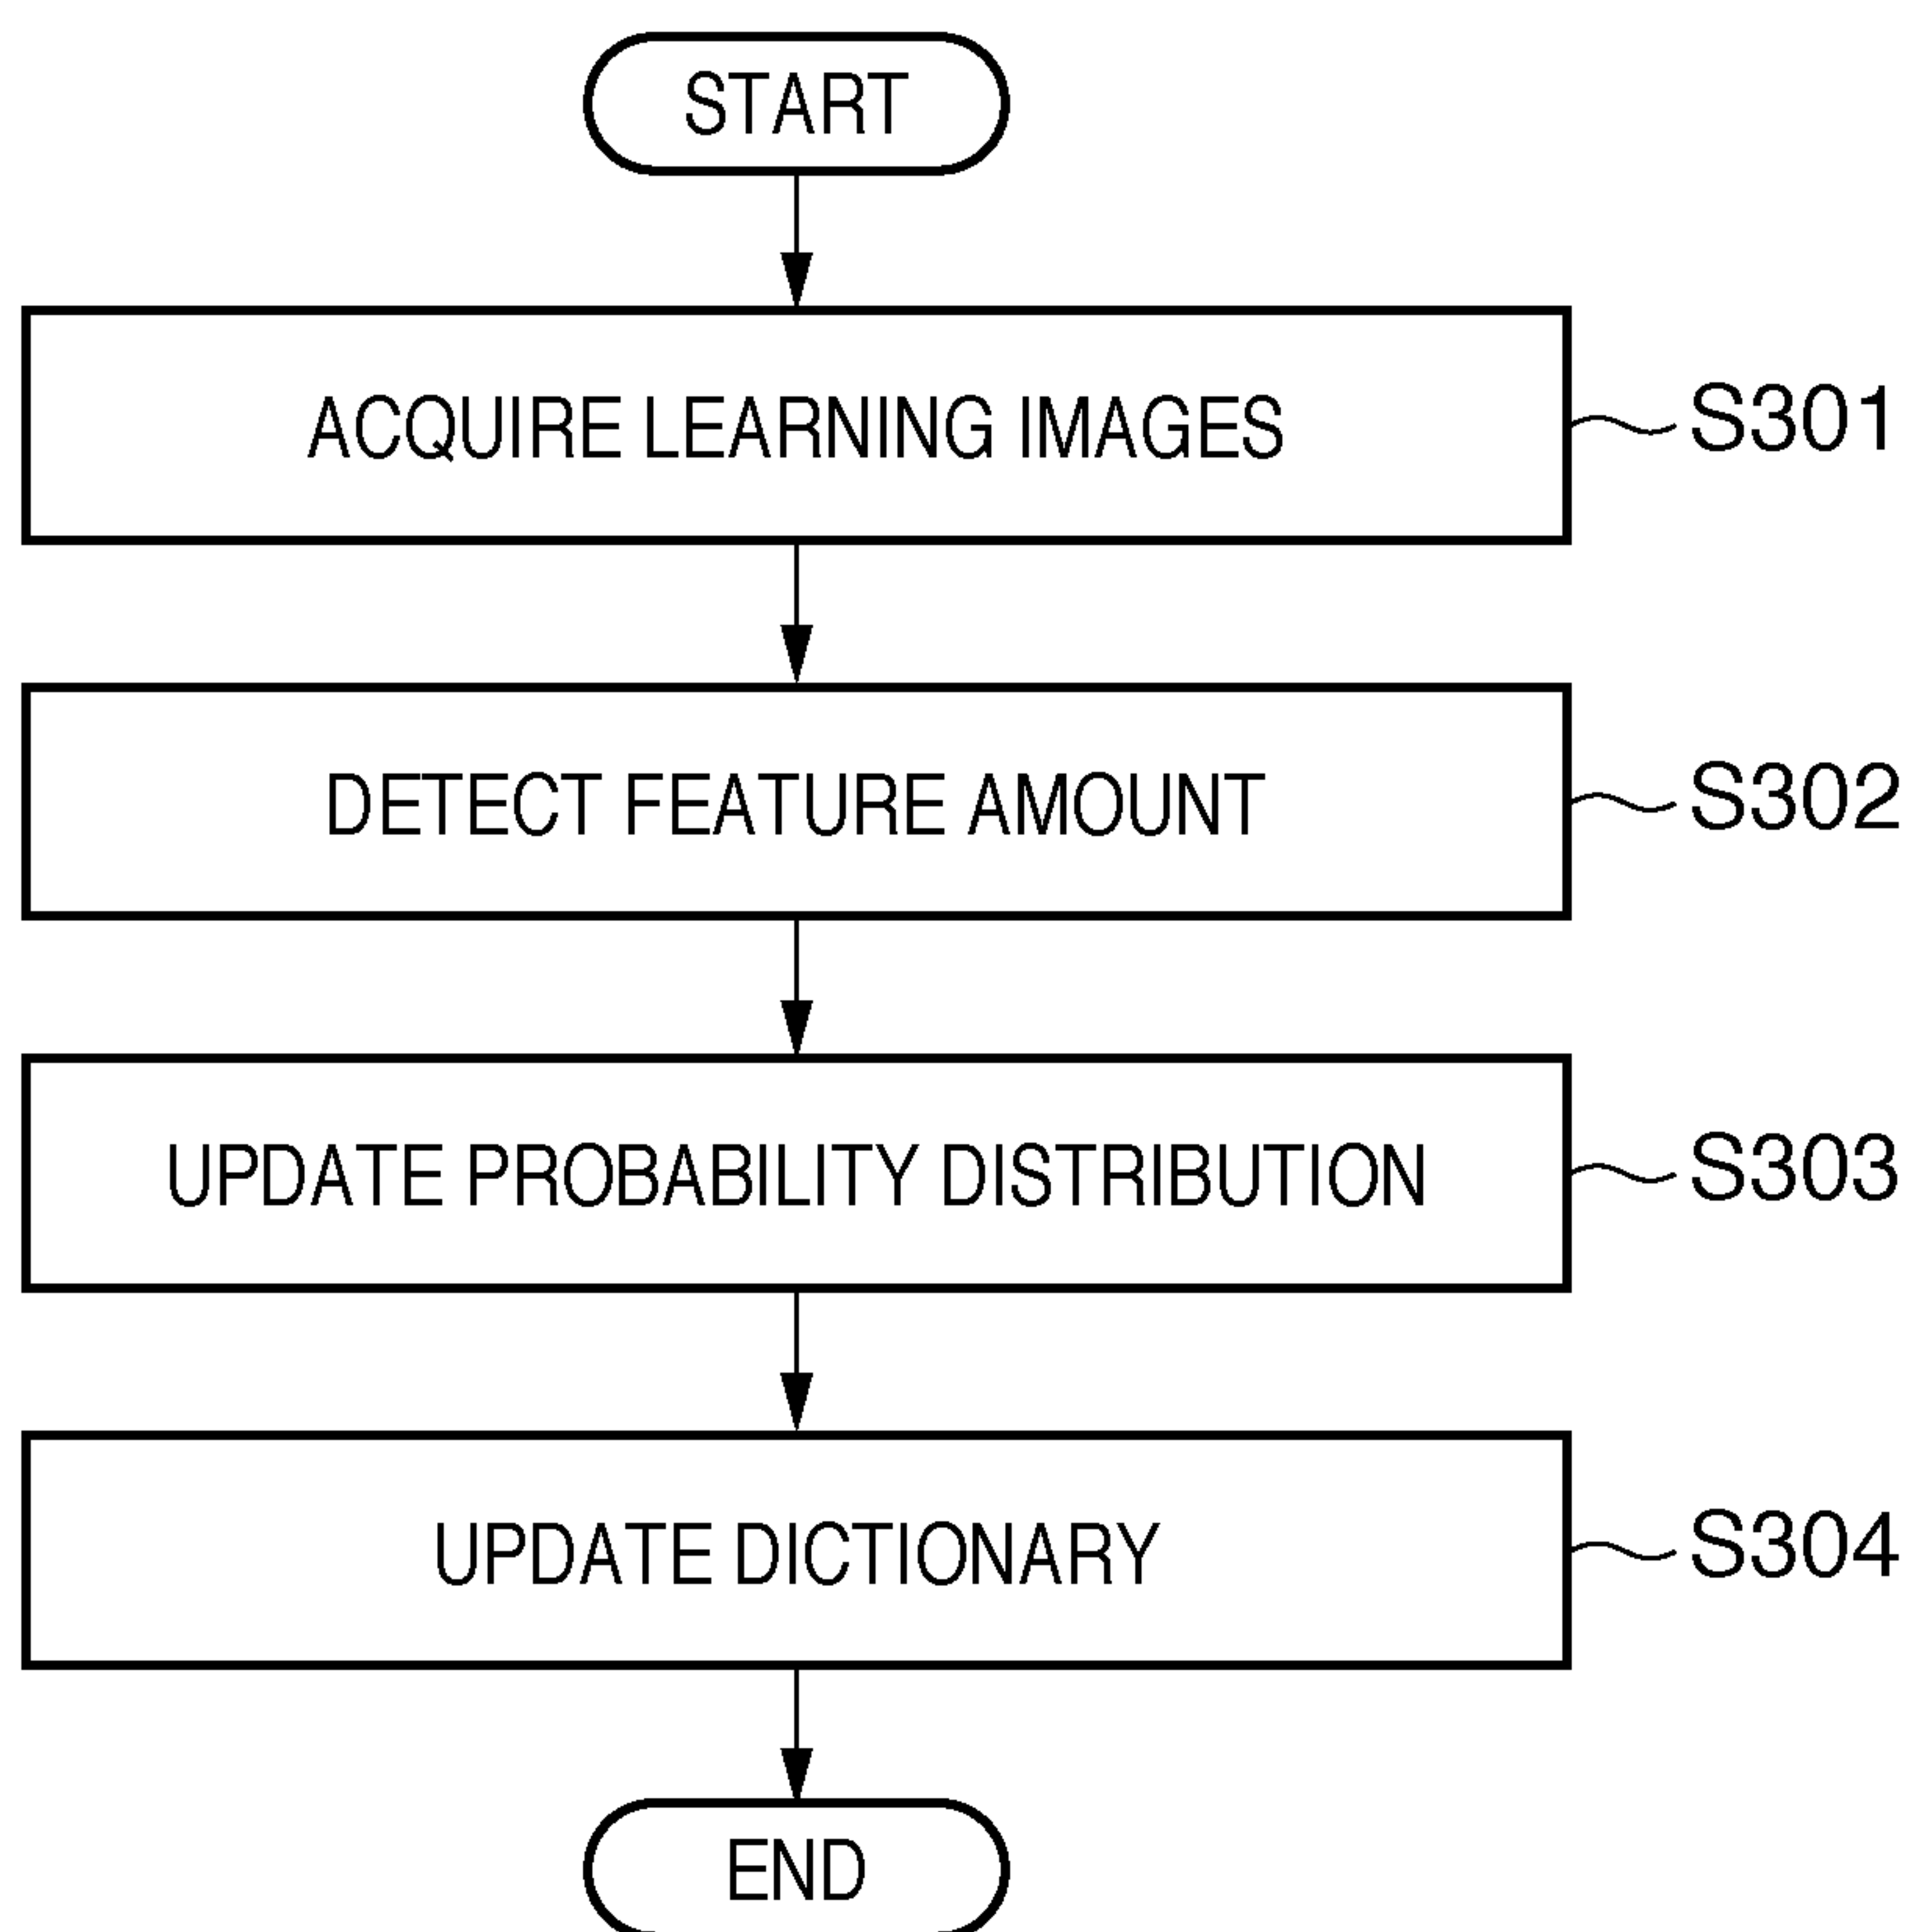 START
ACQUIRE LEARNING IMAGES
S301
DETECT FEATURE AMOUNT
S302
UPDATE PROBABILITY DISTRIBUTION
S303
UPDATE DICTIONARY
S304
END